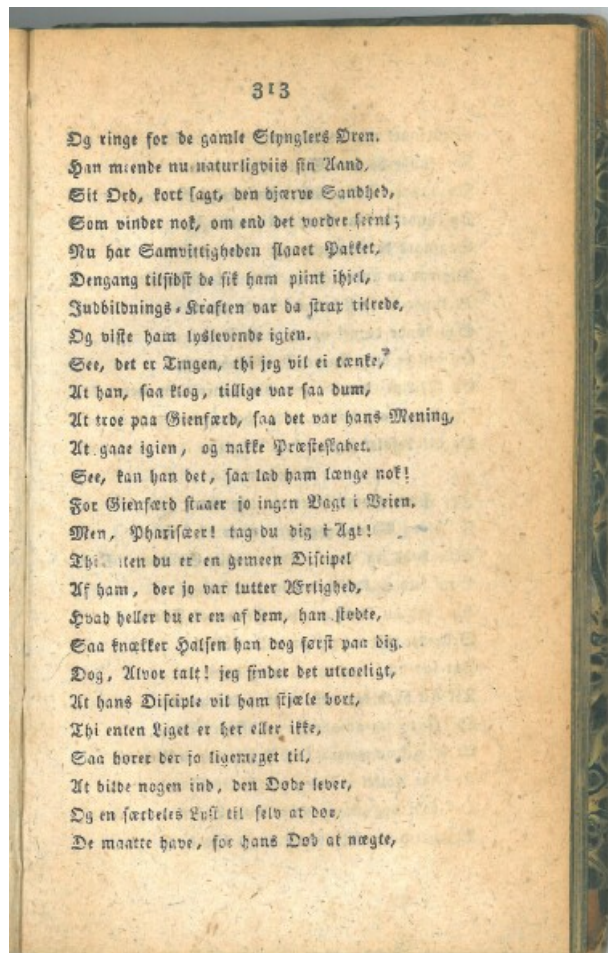 313
Og ringe for de gamle Slynglers Øren.
Han meende nu naturligviis sin Aand,
Sit Ord, kort sagt, den djærve Sandhed,
Som vinder nok, om end det vorder seent;
Nu har Samvittigheden slaaet Pakket,
Dengang tilsidst de fik ham piint ihjel,
Indbildnings-Kraften var da strax tilrede,
Og viste ham lyslevende igien.
See, det er Tingen, thi jeg vil ei tænke,
At han, saa klog, tillige var saa dum,
At troe paa Gienfærd, saa det var hans Mening,
At gaae igien, og nakke Præsteskabet.
See, kan han det, saa lad ham længe nok!
For Gienfærd staaer jo ingen Vagt i Veien.
Men, Pharisæer! tag du dig i Agt!
Thi enten du er en gemeen Discipel
Af ham, der jo var lutter Ærlighed,
Hvad heller du er en af dem, han stødte,
Saa knækker Halsen han dog først paa dig.
Dog, Alvor talt! jeg finder det utroeligt,
At hans Disciple vil ham stjæle bort,
Thi enten Liget er her eller ikke,
Saa hører der jo ligemeget til,
At bilde nogen ind, den Døde lever,
Og en særdeles Lyst til selv at døe,
De maatte have, for hans Død at nægte,